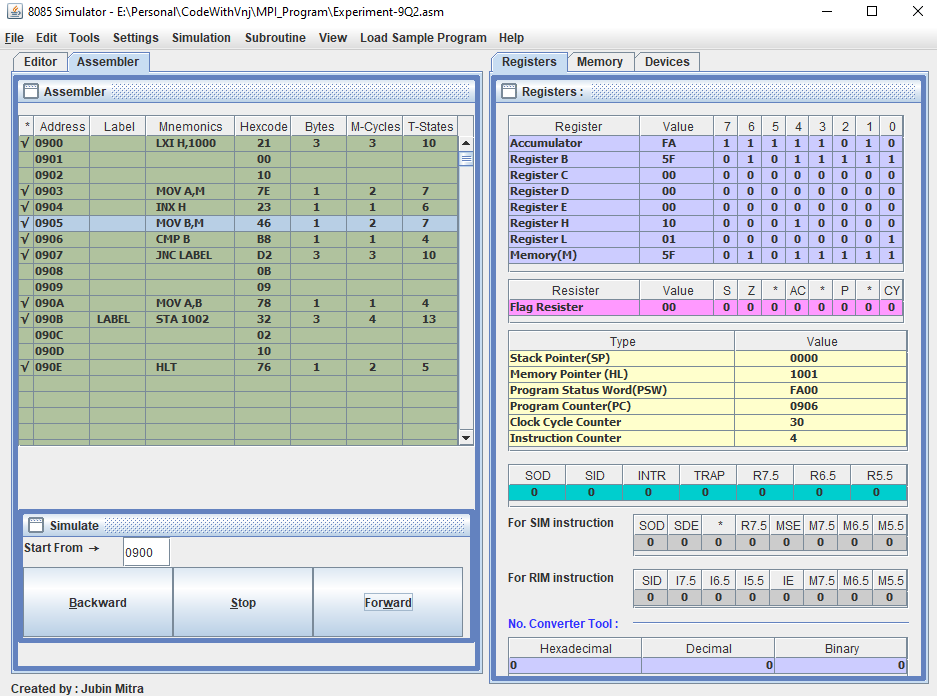 8085 Simulator - E:\Personal\CodeWithVnj\MPI_Program\Experiment-9Q2.asm
File Edit Tools Settings Simulation Subroutine View Load Sample Program Help
Editor Assembler
Assembler
* Address Label Mnemonics Hexcode Bytes M-Cycles T-States
√ 0900 LXI H,1000 21 3 3 10
0901 00
0902 10
√ 0903 MOV A,M 7E 1 2 7
√ 0904 INX H 23 1 1 6
√ 0905 MOV B,M 46 1 2 7
√ 0906 CMP B B8 1 1 4
√ 0907 JNC LABEL D2 3 3 10
0908 0B
0909 09
√ 090A MOV A,B 78 1 1 4
√ 090B LABEL STA 1002 32 3 4 13
090C 02
090D 10
√ 090E HLT 76 1 2 5
Simulate
Start From → 0900
Backward Stop Forward
Created by : Jubin Mitra
Registers Memory Devices
Registers :
Register Value 7 6 5 4 3 2 1 0
Accumulator FA 1 1 1 1 1 0 1 0
Register B 5F 0 1 0 1 1 1 1 1
Register C 00 0 0 0 0 0 0 0 0
Register D 00 0 0 0 0 0 0 0 0
Register E 00 0 0 0 0 0 0 0 0
Register H 10 0 0 0 1 0 0 0 0
Register L 01 0 0 0 0 0 0 0 1
Memory(M) 5F 0 1 0 1 1 1 1 1
Resister Value S Z * AC * P * CY
Flag Resister 00 0 0 0 0 0 0 0 0
Type Value
Stack Pointer(SP) 0000
Memory Pointer (HL) 1001
Program Status Word(PSW) FA00
Program Counter(PC) 0906
Clock Cycle Counter 30
Instruction Counter 4
SOD SID INTR TRAP R7.5 R6.5 R5.5
0 0 0 0 0 0 0
For SIM instruction SOD SDE * R7.5 MSE M7.5 M6.5 M5.5
0 0 0 0 0 0 0 0
For RIM instruction SID I7.5 I6.5 I5.5 IE M7.5 M6.5 M5.5
0 0 0 0 0 0 0 0
No. Converter Tool :
Hexadecimal Decimal Binary
0 0 0